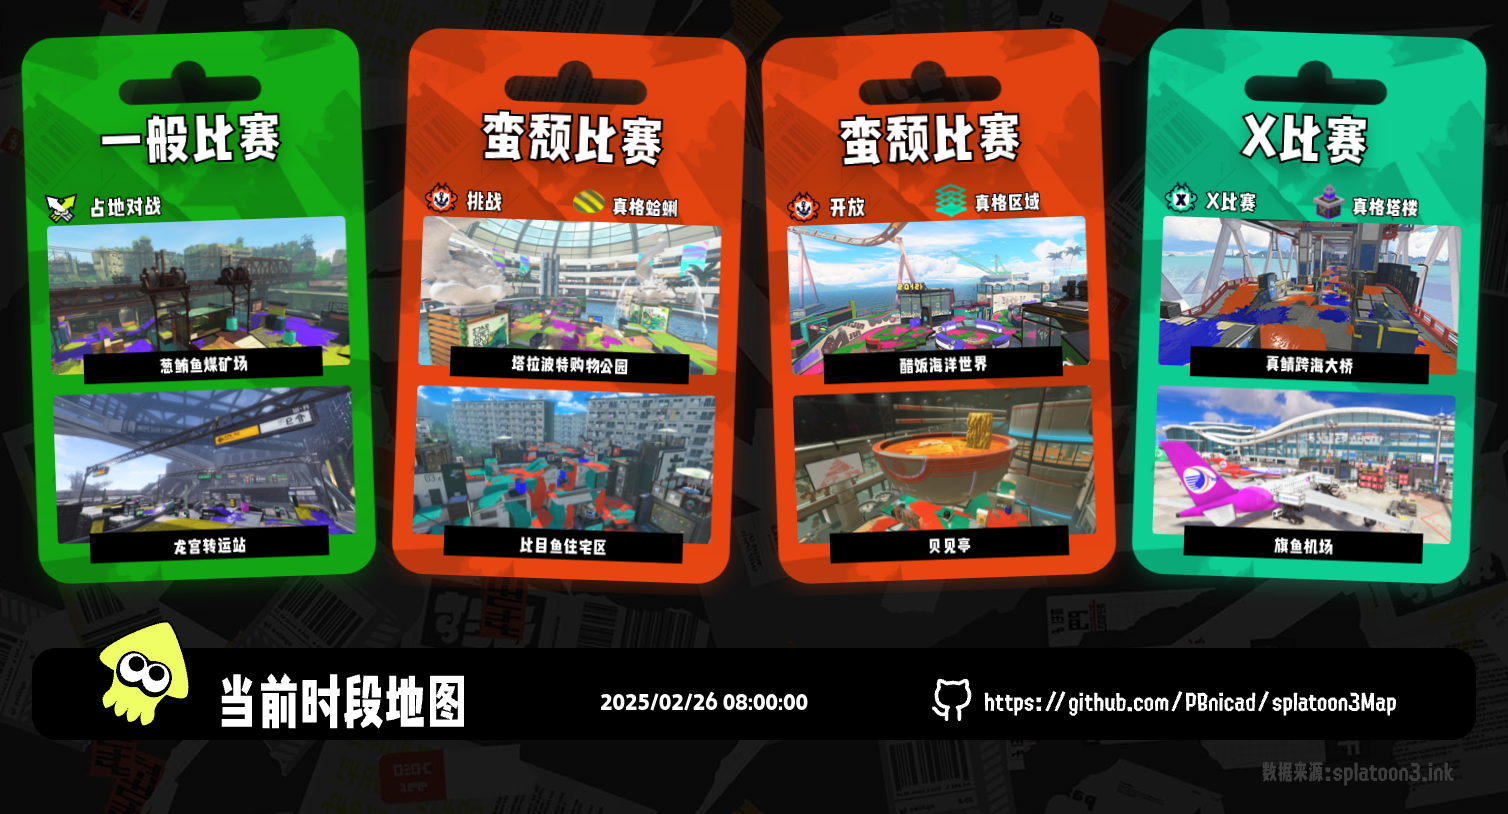 一般比赛
占地对战
葱鲔鱼煤矿场
龙宫转运站
蛮颓比赛
挑战
真格蛤蜊
塔拉波特购物公园
比目鱼住宅区
蛮颓比赛
开放
真格区域
醋饭海洋世界
贝见亭
X比赛
X比赛
真格塔楼
真鲭跨海大桥
旗鱼机场
当前时段地图
2025/02/26 08:00:00
https://github.com/PBnicad/splatoon3Map
数据来源:splatoon3.ink